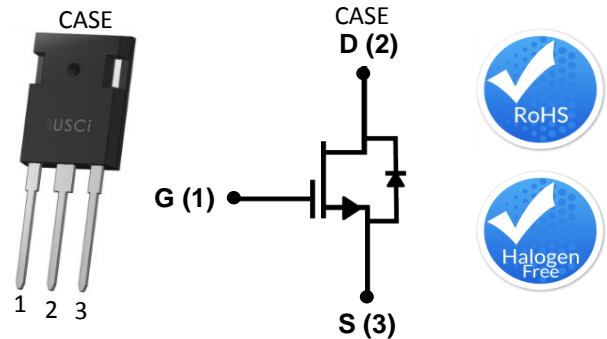 CASE
USCi
1 2 3
CASE
D (2)
G (1)
S (3)
RoHS
Halogen
Free